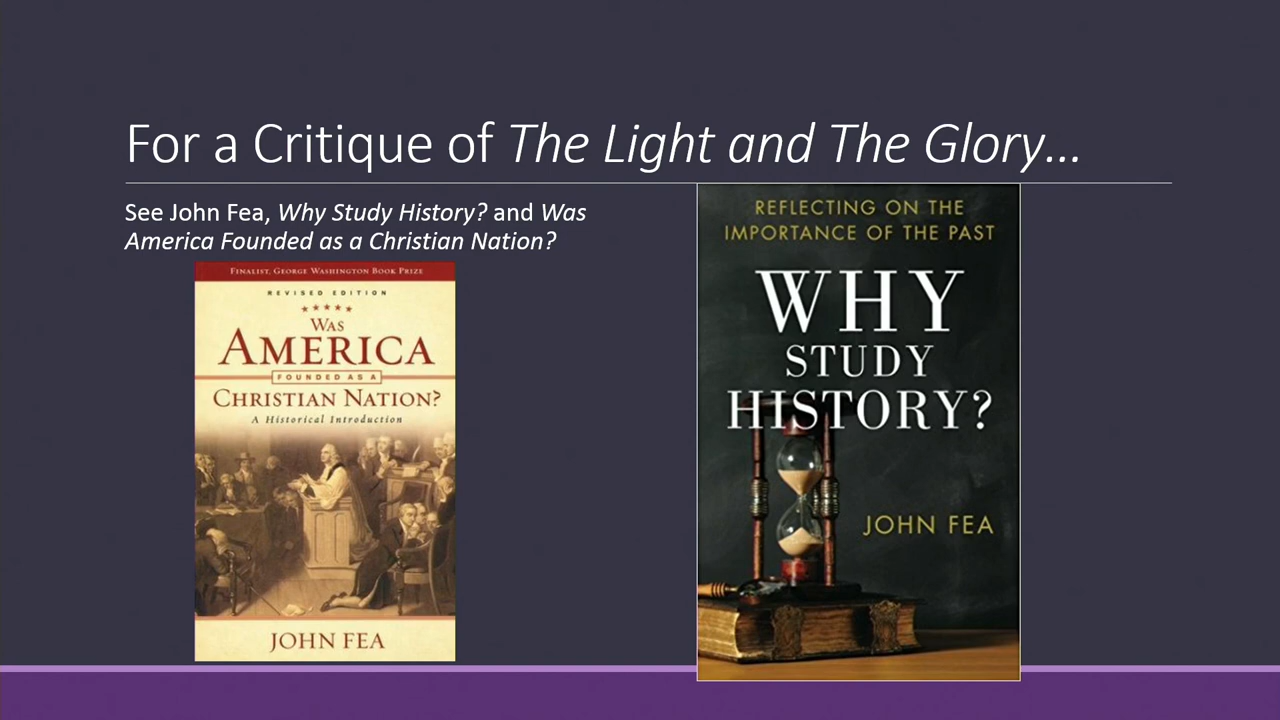 For a Critique of The Light and The Glory...
See John Fea, Why Study History? and Was
America Founded as a Christian Nation?
FINALIST, GEORGE WASHINGTON BOOK PRIZE
REVISED EDITION
WAS
AMERICA
FOUNDED AS A
CHRISTIAN NATION?
A Historical Introduction
JOHN FEA
REFLECTING ON THE
IMPORTANCE OF THE PAST
WHY
STUDY
HISTORY?
JOHN FEA